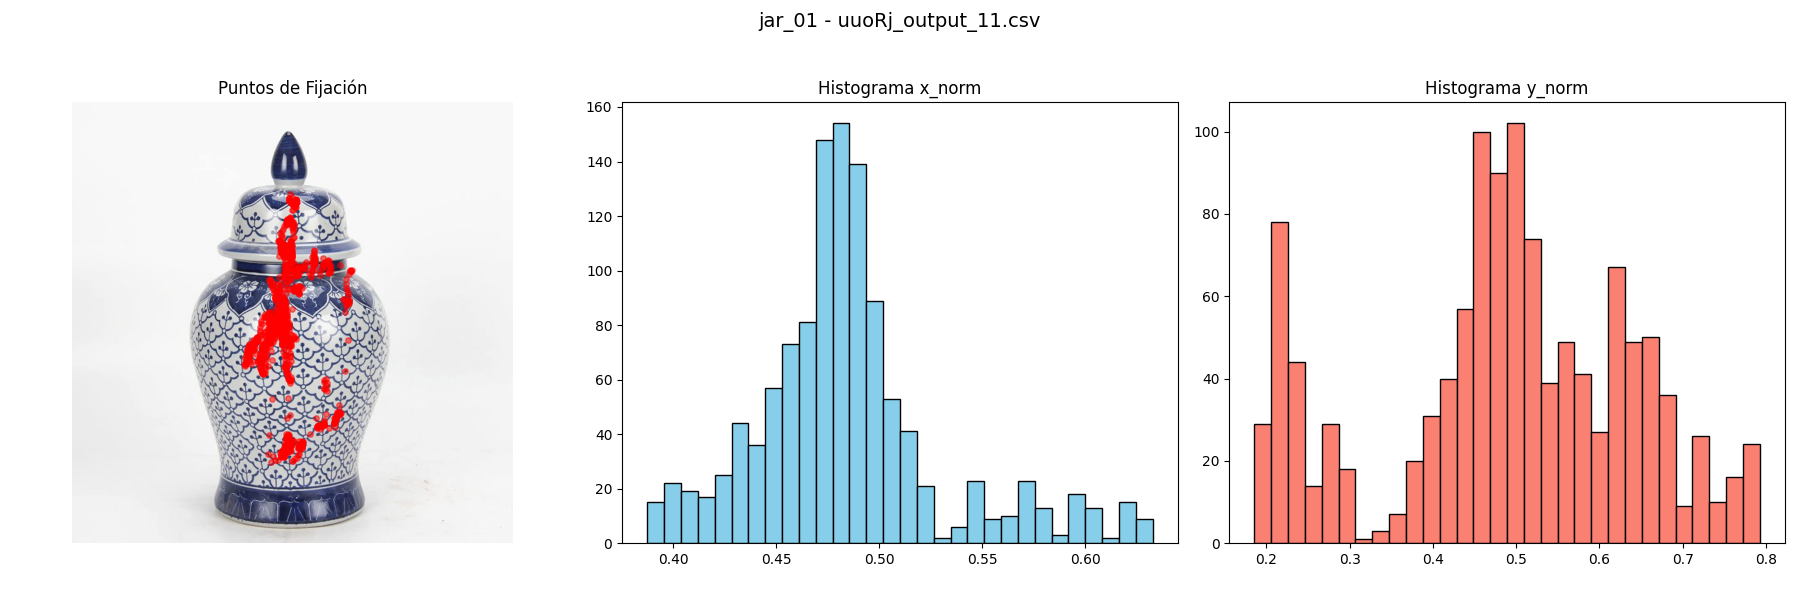 jar_01 - uuoRj_output_11.csv
Puntos de Fijación
Histograma x_norm
160
140
120
100
80
60
40
20
0
0.40 0.45 0.50 0.55 0.60
Histograma y_norm
100
80
60
40
20
0
0.2 0.3 0.4 0.5 0.6 0.7 0.8